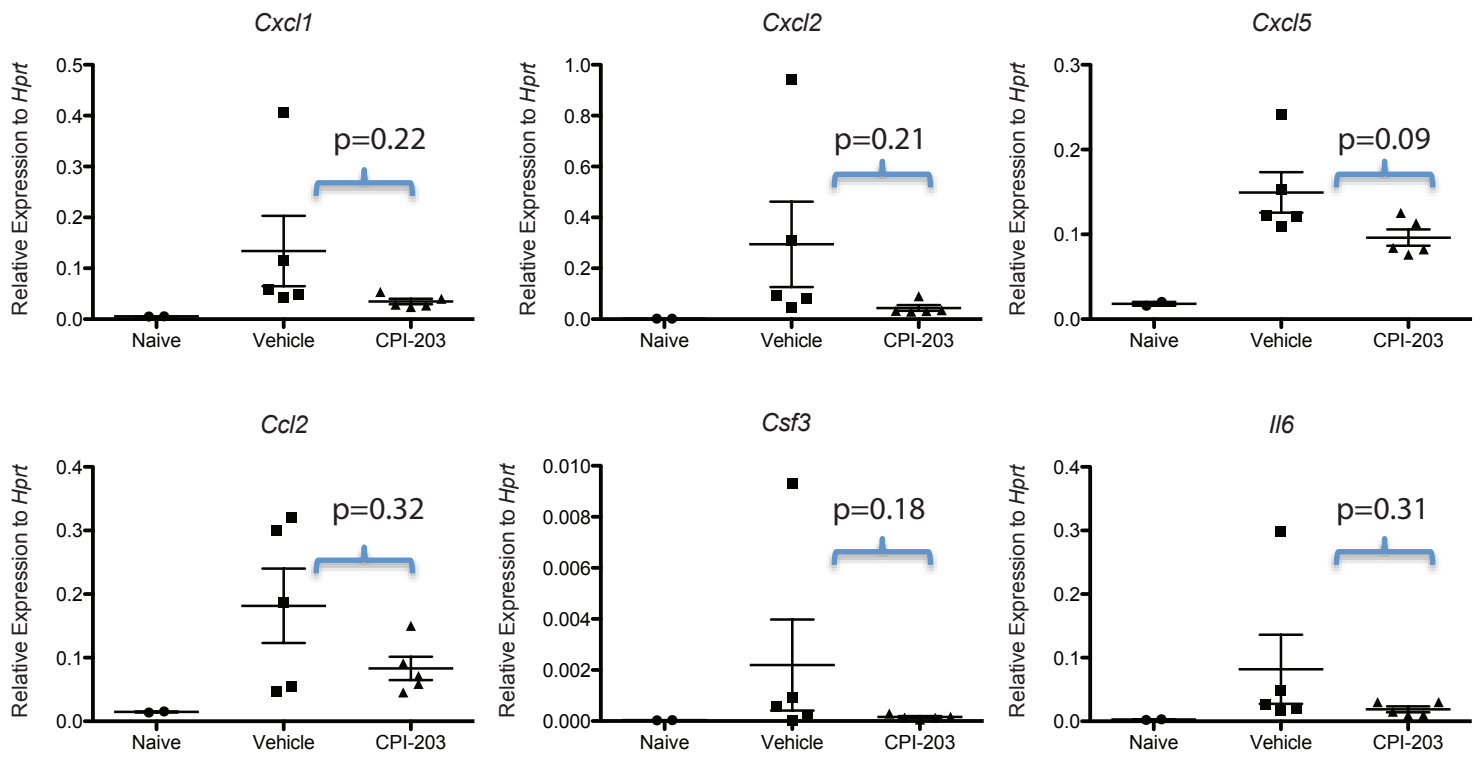 Cxcl1
Relative Expression to Hprt
0.5
0.4
0.3
0.2
0.1
0.0
p=0.22
Naive Vehicle CPI-203
Cxcl2
Relative Expression to Hprt
1.0
0.8
0.6
0.4
0.2
0.0
p=0.21
Naive Vehicle CPI-203
Cxcl5
Relative Expression to Hprt
0.3
0.2
0.1
0.0
p=0.09
Naive Vehicle CPI-203
Ccl2
Relative Expression to Hprt
0.4
0.3
0.2
0.1
0.0
p=0.32
Naive Vehicle CPI-203
Csf3
Relative Expression to Hprt
0.010
0.008
0.006
0.004
0.002
0.000
p=0.18
Naive Vehicle CPI-203
Il6
Relative Expression to Hprt
0.4
0.3
0.2
0.1
0.0
p=0.31
Naive Vehicle CPI-203